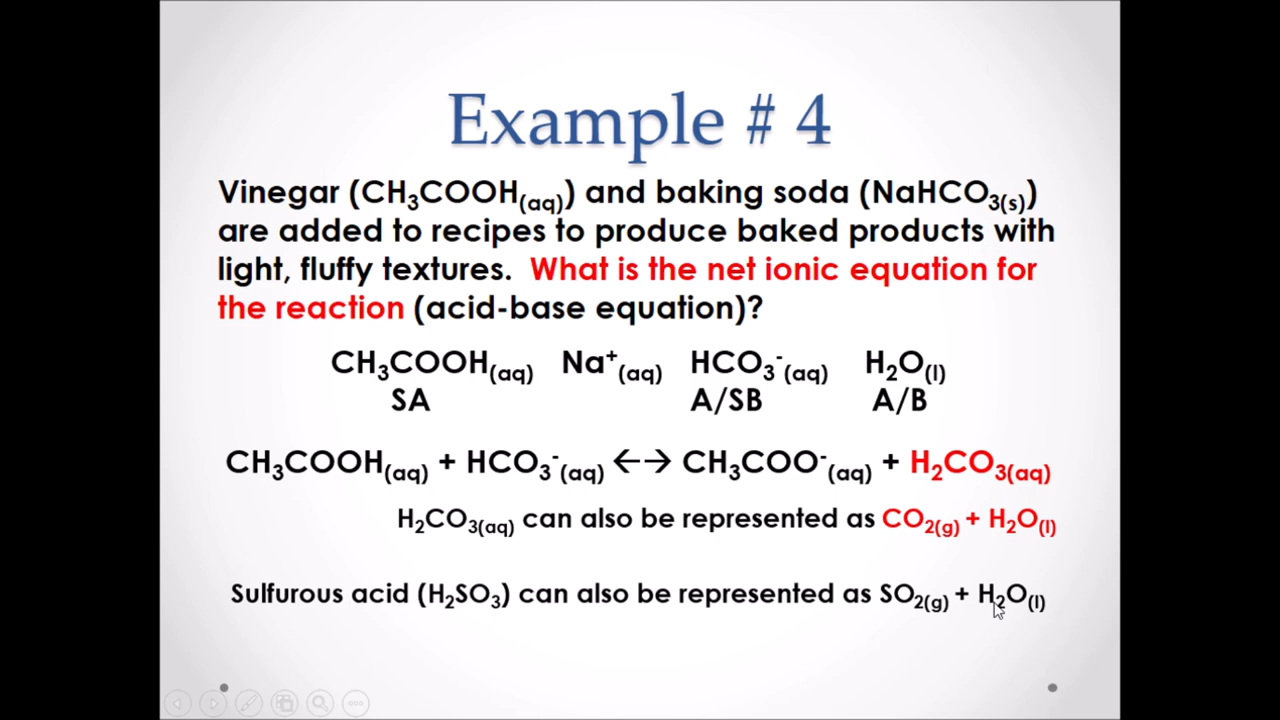 Example # 4
Vinegar (CH₃COOH₍aq₎) and baking soda (NaHCO₃₍s₎)
are added to recipes to produce baked products with
light, fluffy textures. What is the net ionic equation for
the reaction (acid-base equation)?
CH₃COOH₍aq₎ Na⁺₍aq₎ HCO₃⁻₍aq₎ H₂O₍l₎
SA A/SB A/B
CH₃COOH₍aq₎ + HCO₃⁻₍aq₎ ←→ CH₃COO⁻₍aq₎ + H₂CO₃₍aq₎
H₂CO₃₍aq₎ can also be represented as CO₂₍g₎ + H₂O₍l₎
Sulfurous acid (H₂SO₃) can also be represented as SO₂₍g₎ + H₂O₍l₎